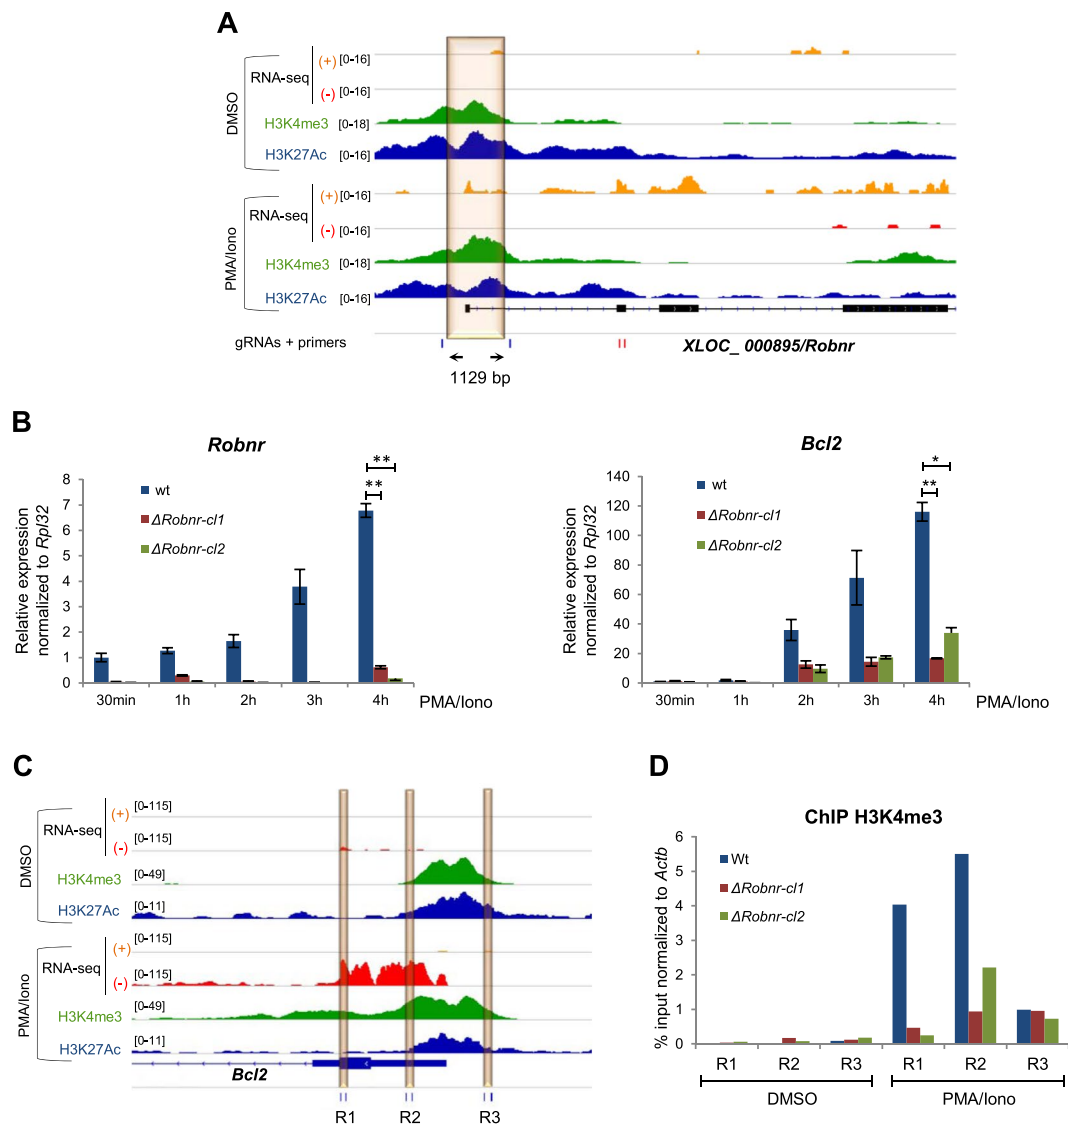 A
DMSO
RNA-seq
(+) [0-16]
(-) [0-16]
H3K4me3 [0-18]
H3K27Ac [0-16]
PMA/Iono
RNA-seq
(+) [0-16]
(-) [0-16]
H3K4me3 [0-18]
H3K27Ac [0-16]
gRNAs + primers
XLOC_ 000895/Robnr
1129 bp
B
Robnr
Relative expression
normalized to Rpl32
8
7
6
5
4
3
2
1
0
wt
ΔRobnr-cl1
ΔRobnr-cl2
**
**
30min 1h 2h 3h 4h PMA/Iono
Bcl2
Relative expression
normalized to Rpl32
140
120
100
80
60
40
20
0
wt
ΔRobnr-cl1
ΔRobnr-cl2
*
**
30min 1h 2h 3h 4h PMA/Iono
C
DMSO
RNA-seq
(+) [0-115]
(-) [0-115]
H3K4me3 [0-49]
H3K27Ac [0-11]
PMA/Iono
RNA-seq
(+) [0-115]
(-) [0-115]
H3K4me3 [0-49]
H3K27Ac [0-11]
Bcl2
R1 R2 R3
D
ChIP H3K4me3
% input normalized to Actb
6
5
4
3
2
1
0
Wt
ΔRobnr-cl1
ΔRobnr-cl2
R1 R2 R3 R1 R2 R3
DMSO PMA/Iono